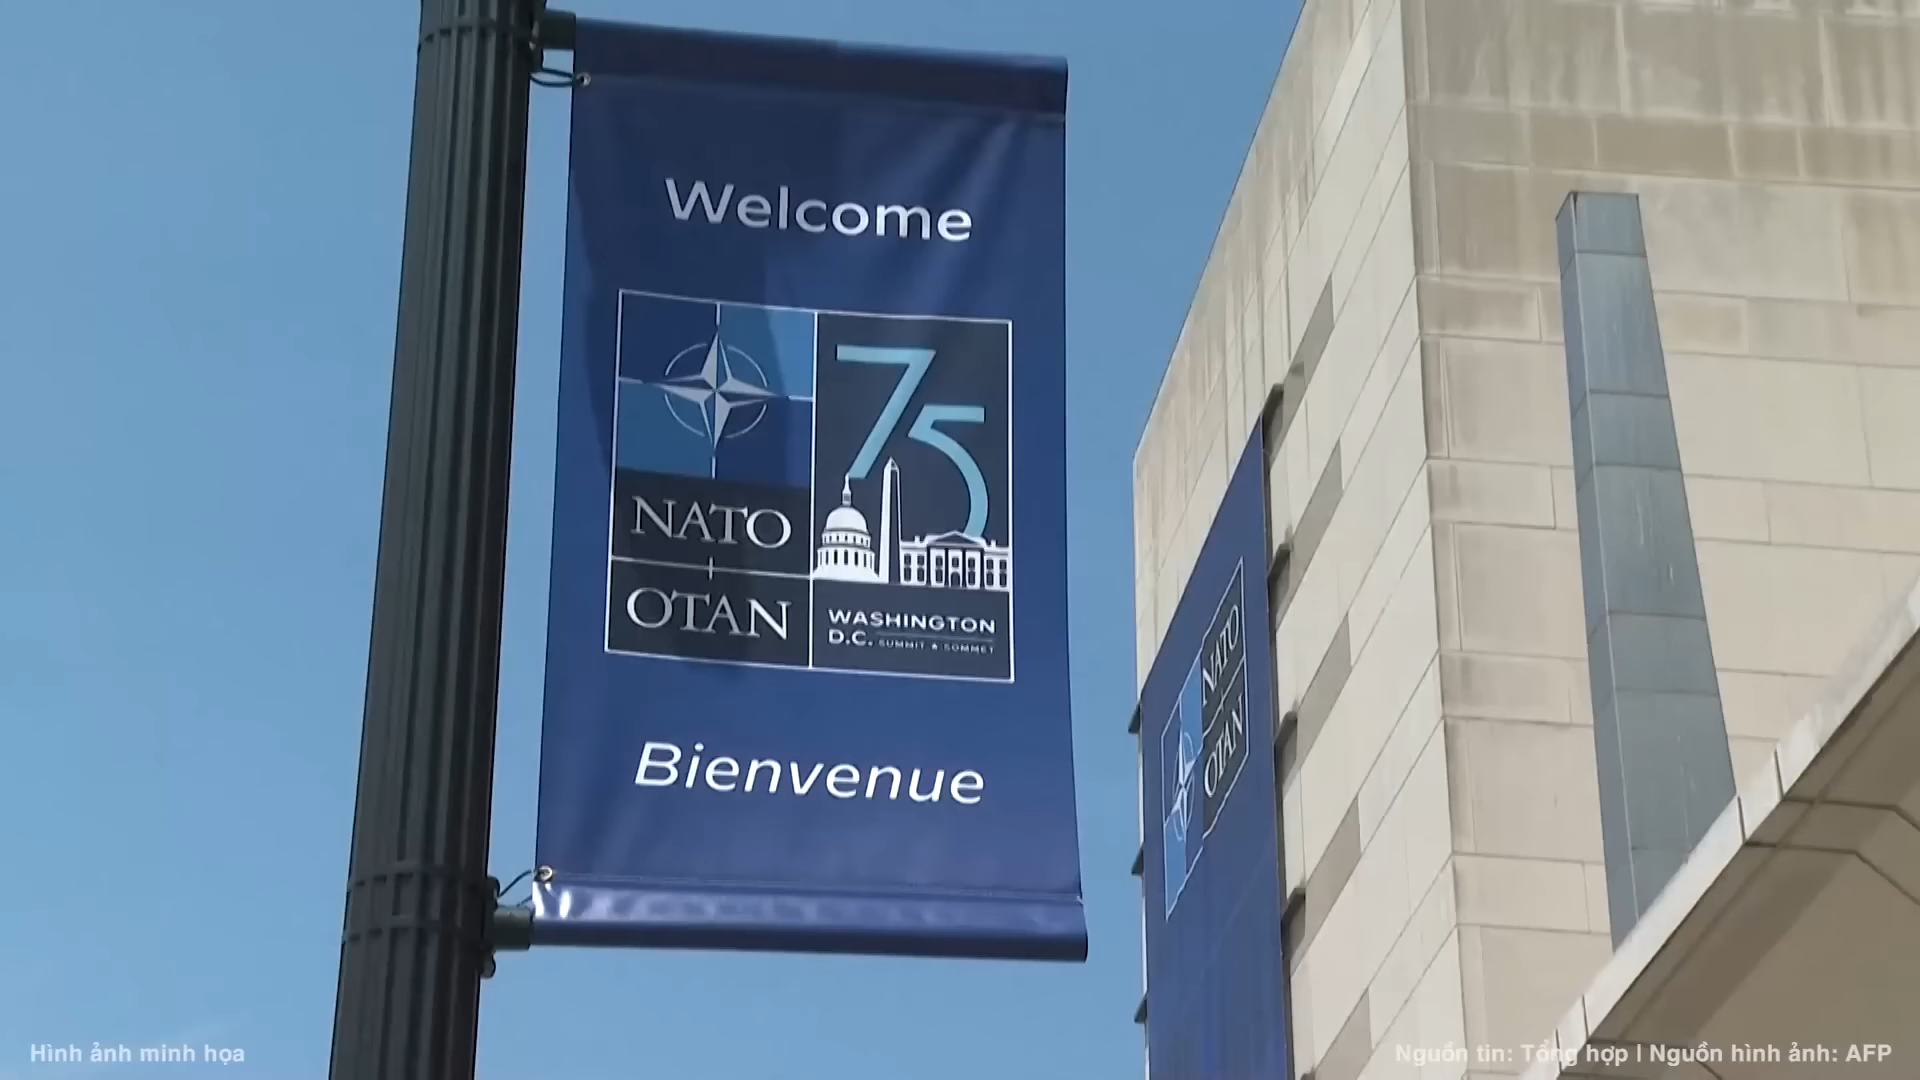 Welcome
75
NATO
OTAN
WASHINGTON
D.C. SUMMIT ★ SOMMET
Bienvenue
NATO
OTAN
Hình ảnh minh họa
Nguồn tin: Tổng hợp | Nguồn hình ảnh: AFP